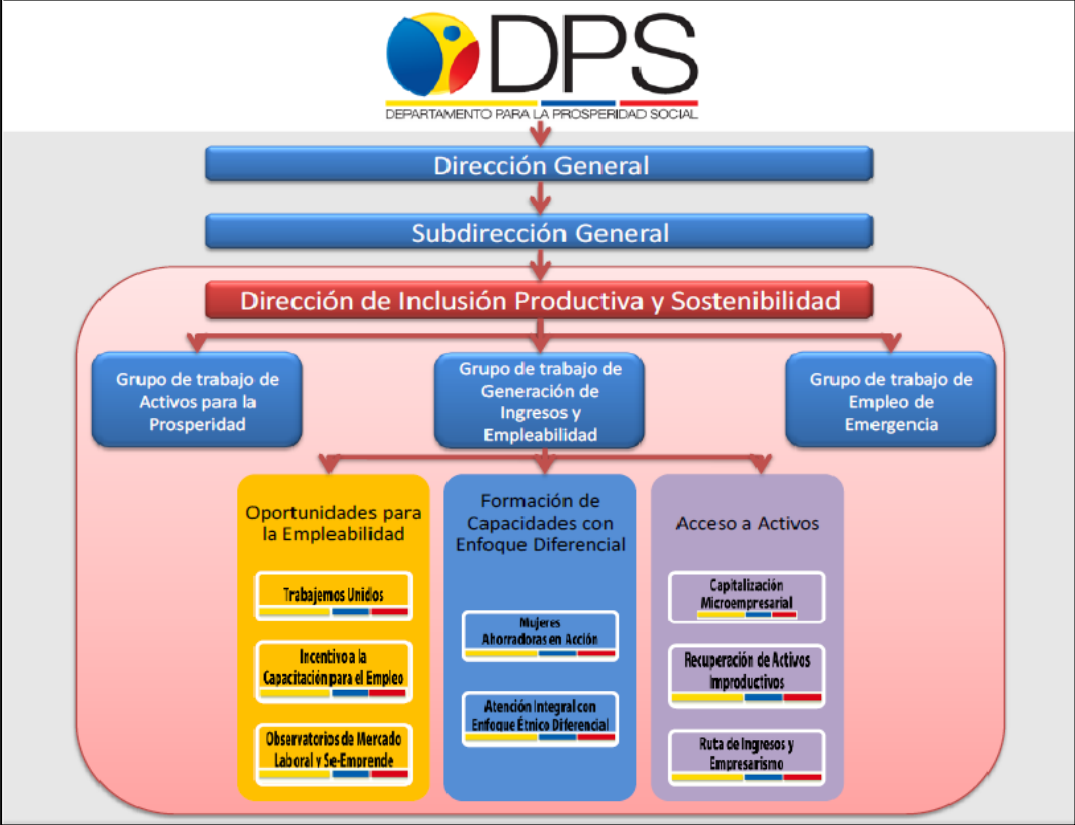 DPS
DEPARTAMENTO PARA LA PROSPERIDAD SOCIAL
Dirección General
Subdirección General
Dirección de Inclusión Productiva y Sostenibilidad
Grupo de trabajo de
Activos para la
Prosperidad
Grupo de trabajo de
Generación de
Ingresos y
Empleabilidad
Grupo de trabajo de
Empleo de
Emergencia
Oportunidades para
la Empleabilidad
Trabajemos Unidos
Incentivo a la
Capacitación para el Empleo
Observatorios de Mercado
Laboral y Se-Emprende
Formación de
Capacidades con
Enfoque Diferencial
Mujeres
Ahorradoras en Acción
Atención Integral con
Enfoque Étnico Diferencial
Acceso a Activos
Capitalización
Microempresarial
Recuperación de Activos
Improductivos
Ruta de Ingresos y
Empresarismo